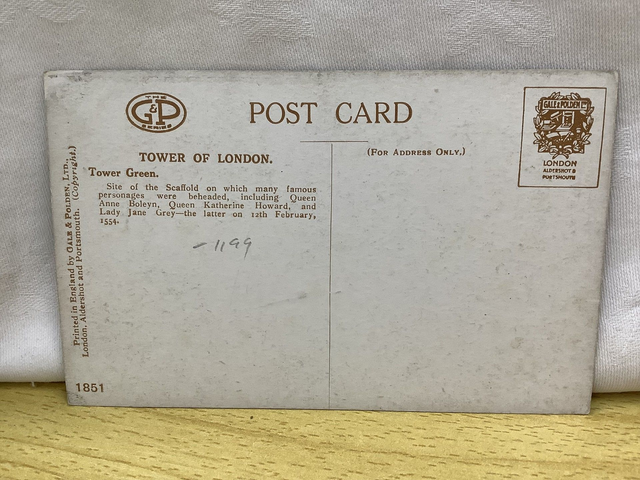 THE
G&P
SERIES
POST CARD
GALE & POLDEN LTD
LONDON
ALDERSHOT &
PORTSMOUTH
TOWER OF LONDON.
Tower Green.
Site of the Scaffold on which many famous
personages were beheaded, including Queen
Anne Boleyn, Queen Katherine Howard, and
Lady Jane Grey—the latter on 12th February,
1554.
(For Address Only.)
- 1199
Printed in England by GALE & POLDEN, LTD.,
London, Aldershot and Portsmouth. (Copyright.)
1851